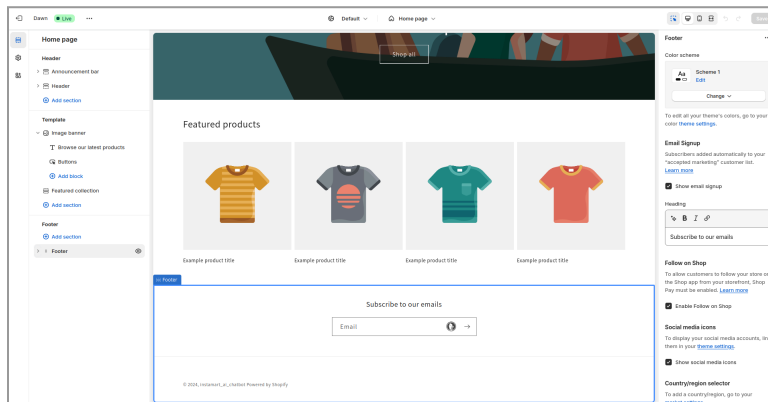 Dawn
Live
Default
Home page
Save
Home page
Header
Announcement bar
Header
Add section
Template
Image banner
Browse our latest products
Buttons
Add block
Featured collection
Add section
Footer
Add section
Footer
Shop all
Featured products
Example product title
Example product title
Example product title
Example product title
Footer
Subscribe to our emails
Email
© 2024, instamart_ai_chatbot Powered by Shopify
Footer
Color scheme
Aa
Scheme 1
Edit
Change
To edit all your theme's colors, go to your
color theme settings.
Email Signup
Subscribers added automatically to your
"accepted marketing" customer list.
Learn more
Show email signup
Heading
B I
Subscribe to our emails
Follow on Shop
To allow customers to follow your store on
the Shop app from your storefront, Shop
Pay must be enabled. Learn more
Enable Follow on Shop
Social media icons
To display your social media accounts, lin
them in your theme settings.
Show social media icons
Country/region selector
To add a country/region, go to your